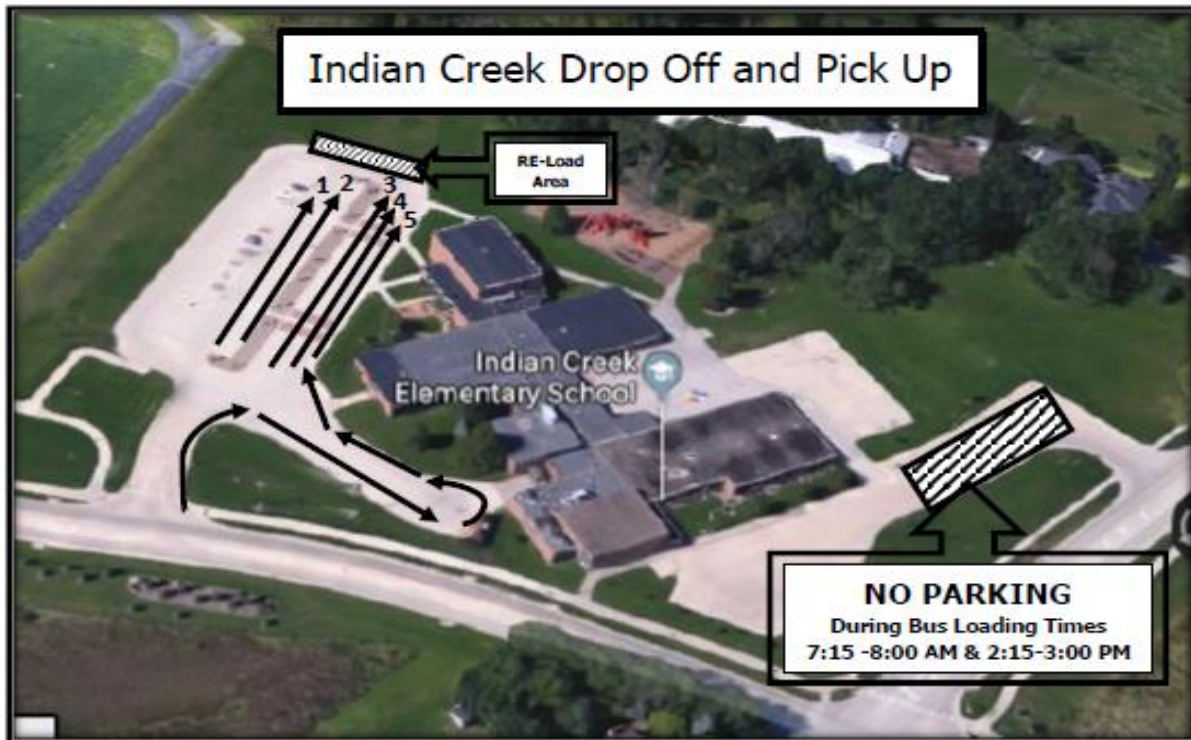 Indian Creek Drop Off and Pick Up
RE-Load
Area
1 2 3
4
5
Indian Creek
Elementary School
NO PARKING
During Bus Loading Times
7:15 -8:00 AM & 2:15-3:00 PM